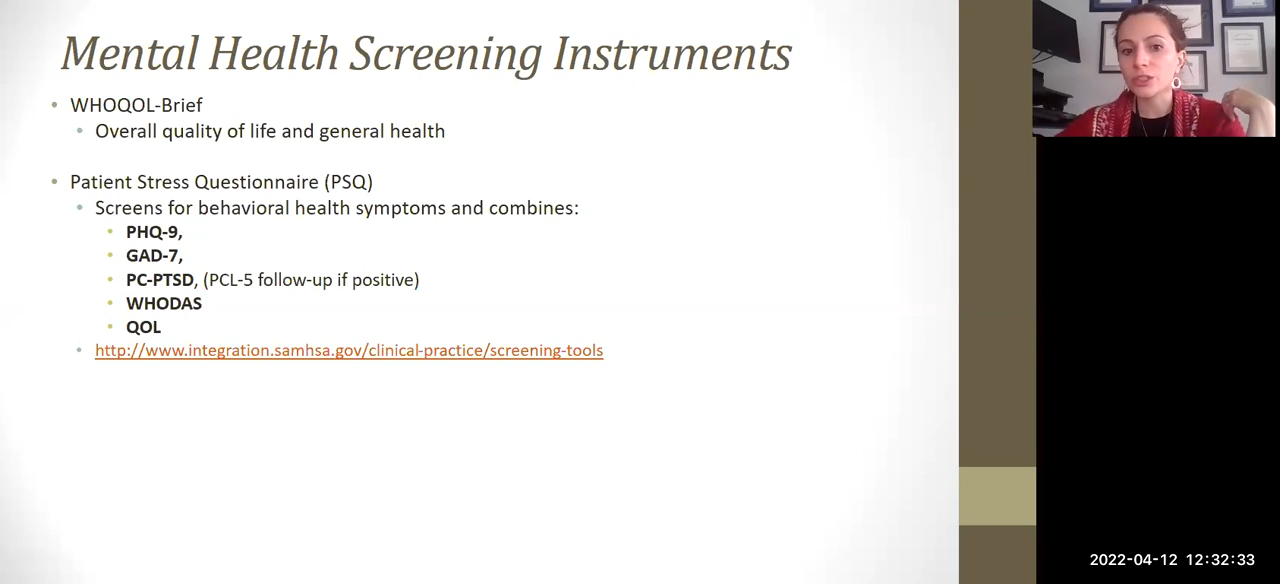 Mental Health Screening Instruments
• WHOQOL-Brief
• Overall quality of life and general health
• Patient Stress Questionnaire (PSQ)
• Screens for behavioral health symptoms and combines:
• PHQ-9,
• GAD-7,
• PC-PTSD, (PCL-5 follow-up if positive)
• WHODAS
• QOL
• http://www.integration.samhsa.gov/clinical-practice/screening-tools
2022-04-12 12:32:33